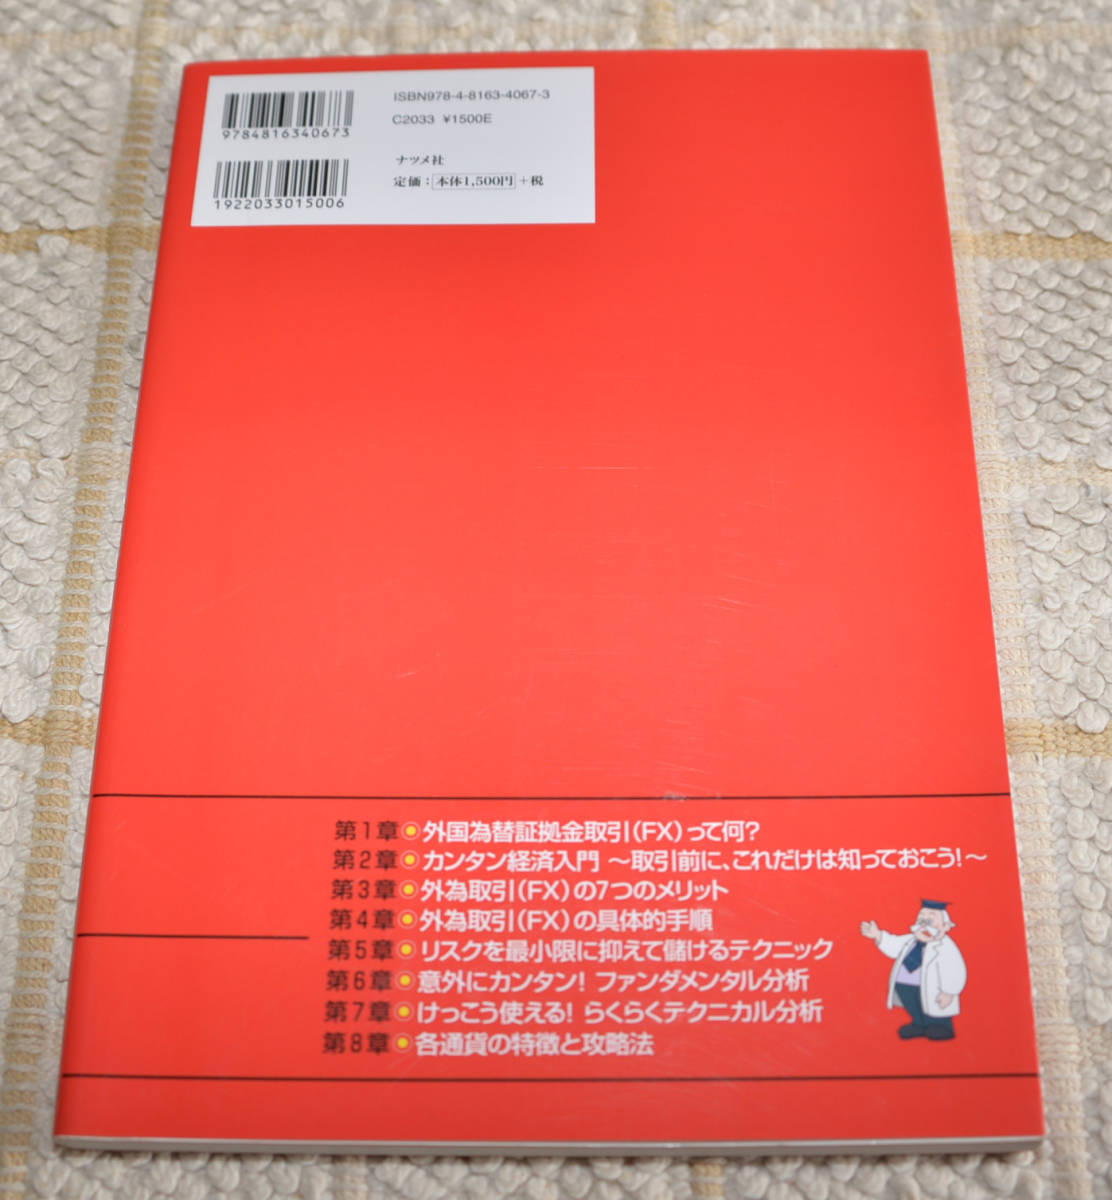 ISBN978-4-8163-4067-3
C2033 ¥1500E
9784816340673
ナツメ社
定価：本体1,500円+税
1922033015006
第1章 外国為替証拠金取引（FX）って何？
第2章 カンタン経済入門 〜取引前に、これだけは知っておこう！〜
第3章 外為取引（FX）の7つのメリット
第4章 外為取引（FX）の具体的手順
第5章 リスクを最小限に抑えて儲けるテクニック
第6章 意外にカンタン！ ファンダメンタル分析
第7章 けっこう使える！ らくらくテクニカル分析
第8章 各通貨の特徴と攻略法